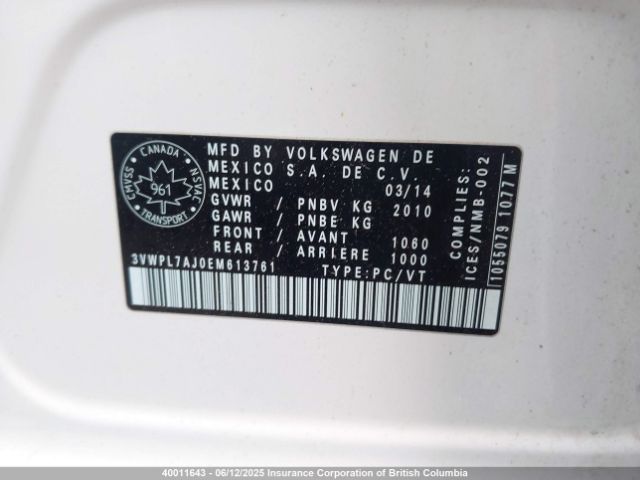 CANADA
CMVSS
961
NSVAC
TRANSPORT
MFD BY VOLKSWAGEN DE
MEXICO S.A. DE C.V.
MEXICO 03/14
GVWR / PNBV KG 2010
GAWR / PNBE KG
FRONT / AVANT 1060
REAR / ARRIERE 1000
3VWPL7AJ0EM613761 TYPE:PC/VT
COMPLIES:
ICES/NMB-002
1055079 1077 M
40011643 - 06/12/2025 Insurance Corporation of British Columbia